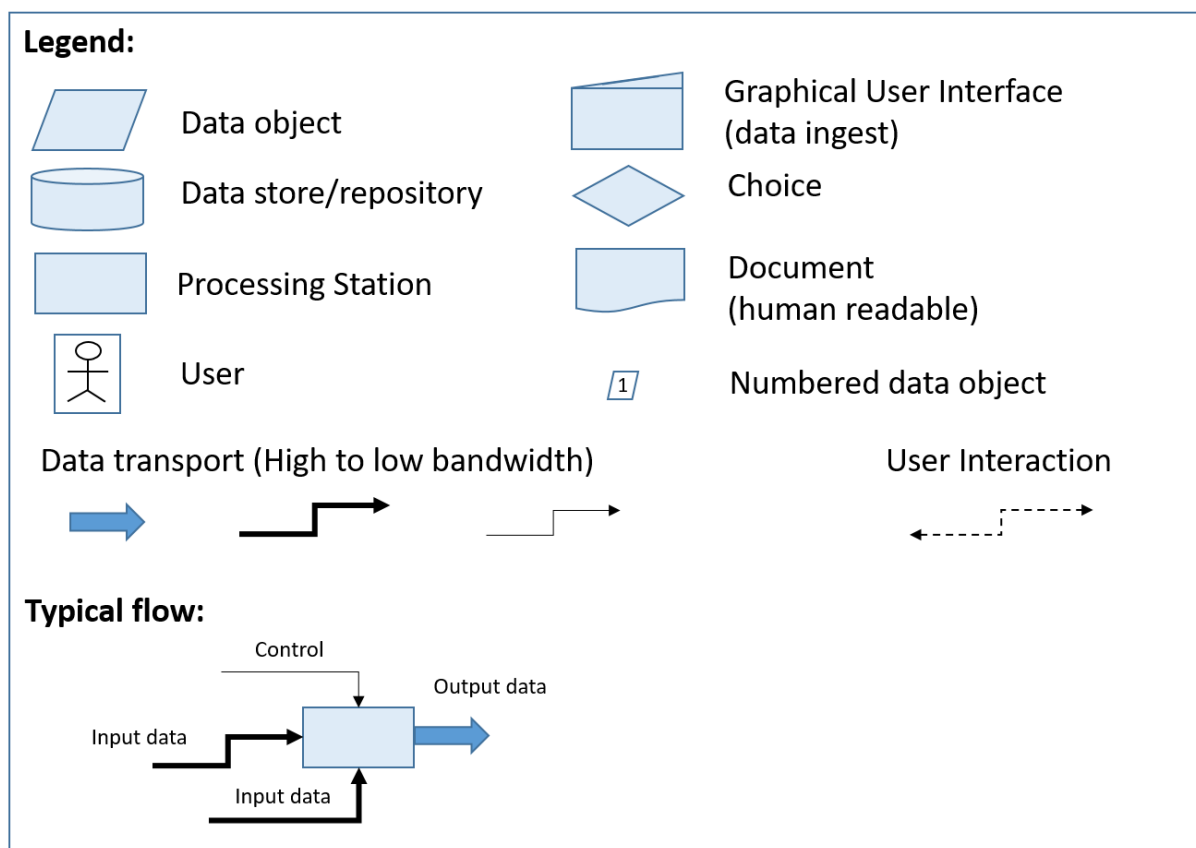 Legend:
Data object
Graphical User Interface
(data ingest)
Data store/repository
Choice
Processing Station
Document
(human readable)
User
1
Numbered data object
Data transport (High to low bandwidth)
User Interaction
Typical flow:
Control
Output data
Input data
Input data